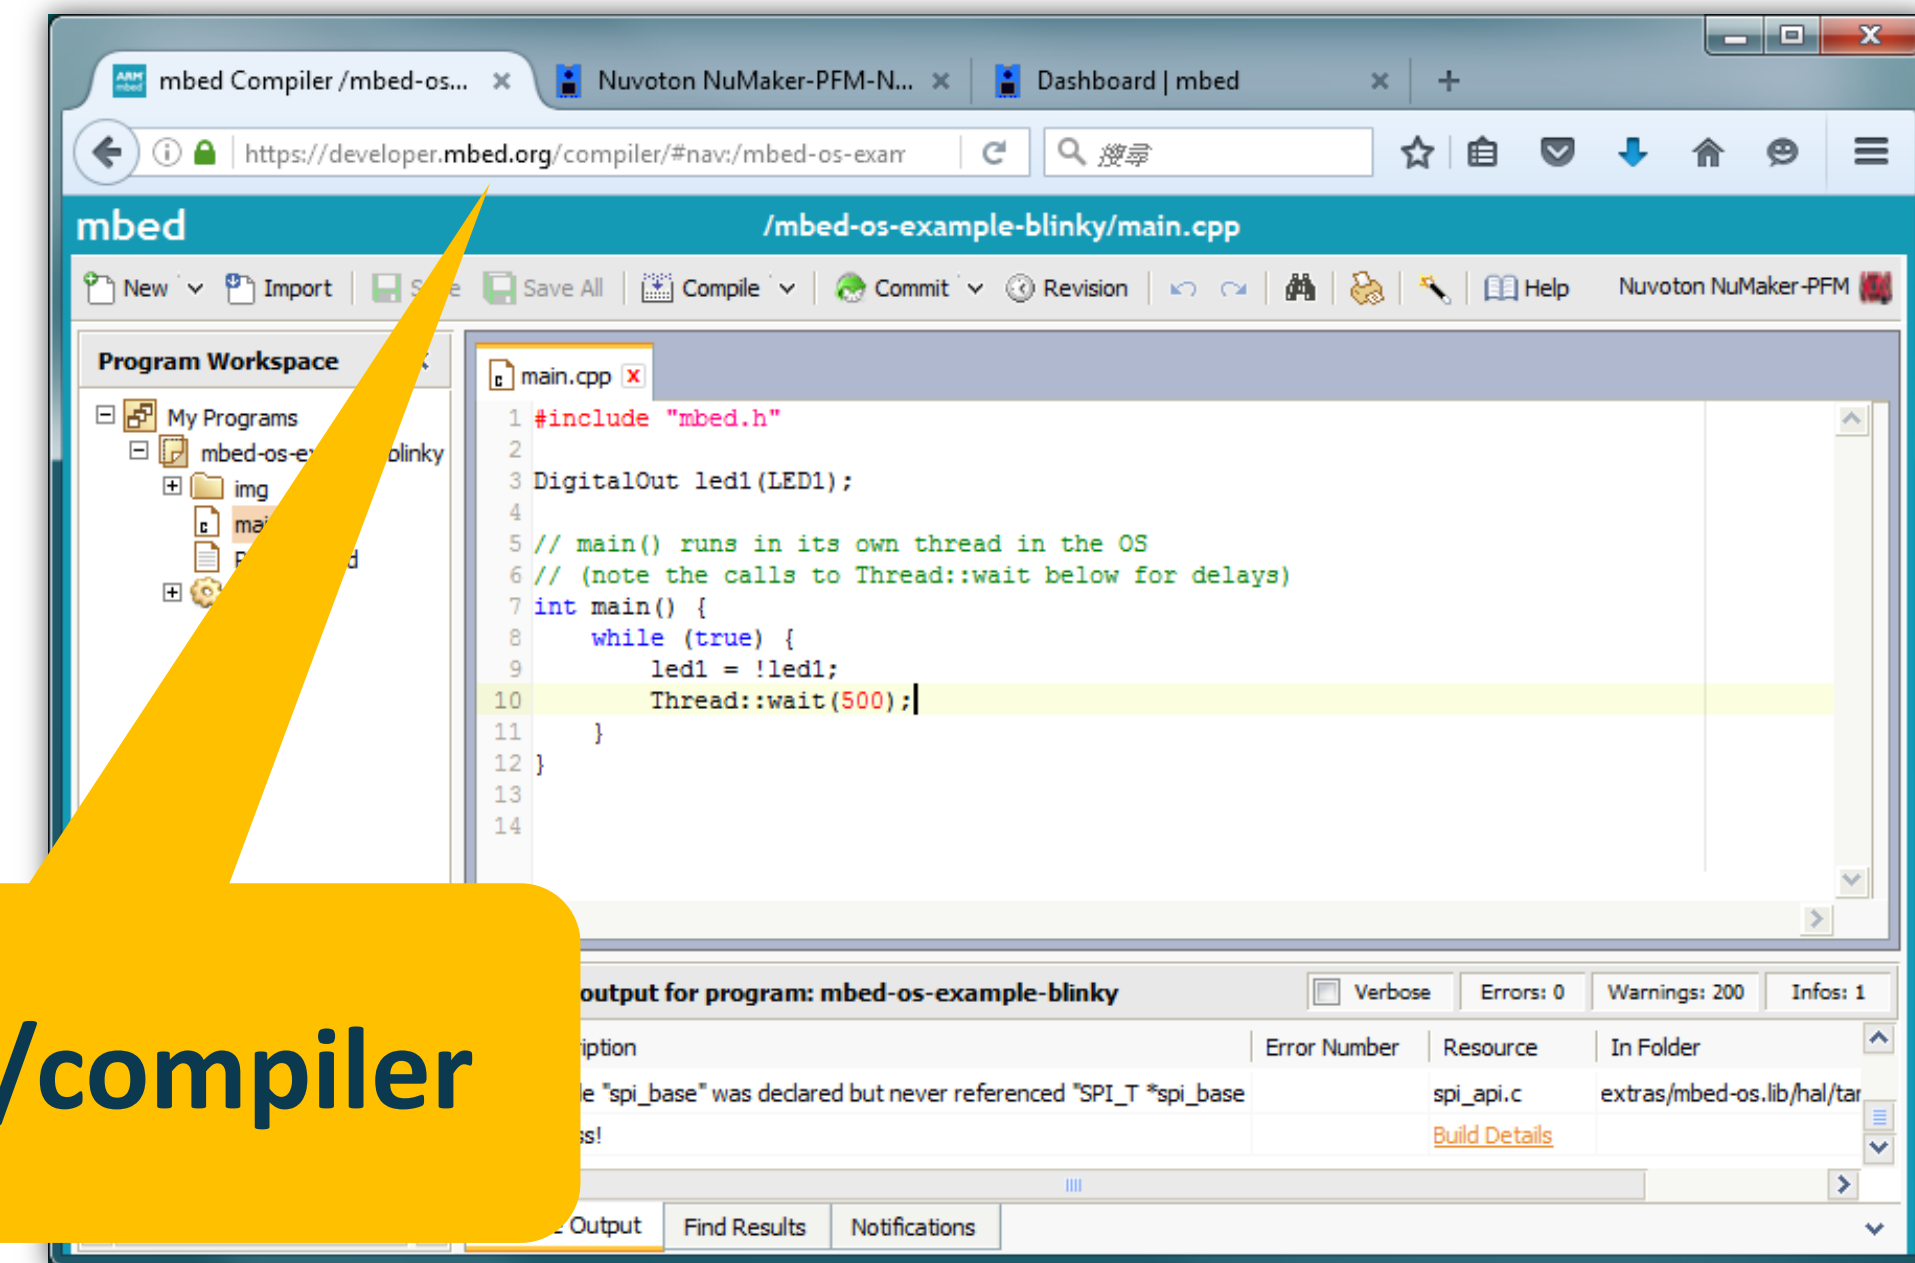 mbed Compiler /mbed-os...
Nuvoton NuMaker-PFM-N...
Dashboard | mbed
https://developer.mbed.org/compiler/#nav:/mbed-os-exam
搜尋
mbed
/mbed-os-example-blinky/main.cpp
New Import Save All Compile Commit Revision Help Nuvoton NuMaker-PFM
Program Workspace
My Programs
img
main.cpp
1 #include "mbed.h"
2
3 DigitalOut led1(LED1);
4
5 // main() runs in its own thread in the OS
6 // (note the calls to Thread::wait below for delays)
7 int main() {
8 while (true) {
9 led1 = !led1;
10 Thread::wait(500);
11 }
12 }
13
14
/compiler
output for program: mbed-os-example-blinky
Verbose Errors: 0 Warnings: 200 Infos: 1
Error Number Resource In Folder
"spi_base" was declared but never referenced "SPI_T *spi_base spi_api.c extras/mbed-os.lib/hal/tar
Build Details
Output Find Results Notifications